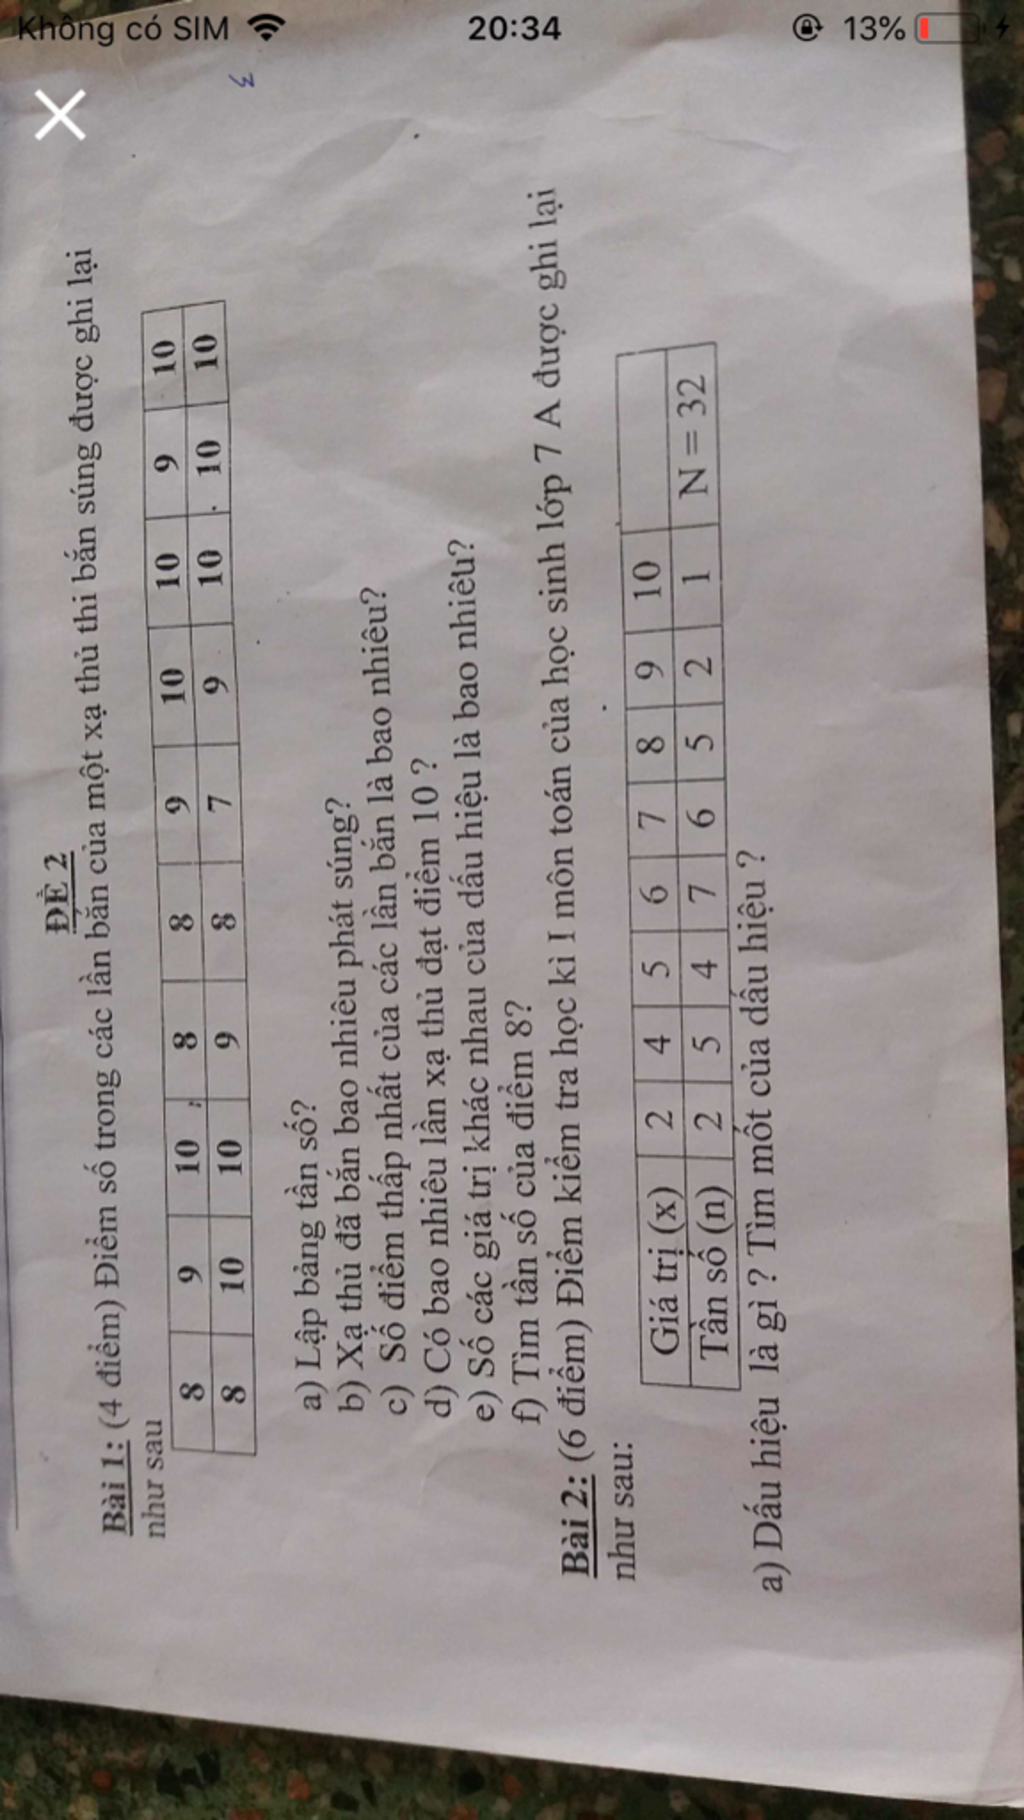 Không có SIM 20:34 13%
ĐỀ 2
Bài 1: (4 điểm) Điểm số trong các lần bắn của một xạ thủ thi bắn súng được ghi lại
như sau
8 9 10 8 8 9 10 10 9 10
8 10 10 9 8 7 9 10 10 10
a) Lập bảng tần số?
b) Xạ thủ đã bắn bao nhiêu phát súng?
c) Số điểm thấp nhất của các lần bắn là bao nhiêu?
d) Có bao nhiêu lần xạ thủ đạt điểm 10 ?
e) Số các giá trị khác nhau của dấu hiệu là bao nhiêu?
f) Tìm tần số của điểm 8?
Bài 2: (6 điểm) Điểm kiểm tra học kì I môn toán của học sinh lớp 7 A được ghi lại
như sau:
Giá trị (x) 2 4 5 6 7 8 9 10
Tần số (n) 2 5 4 7 6 5 2 1 N = 32
a) Dấu hiệu là gì ? Tìm mốt của dấu hiệu ?